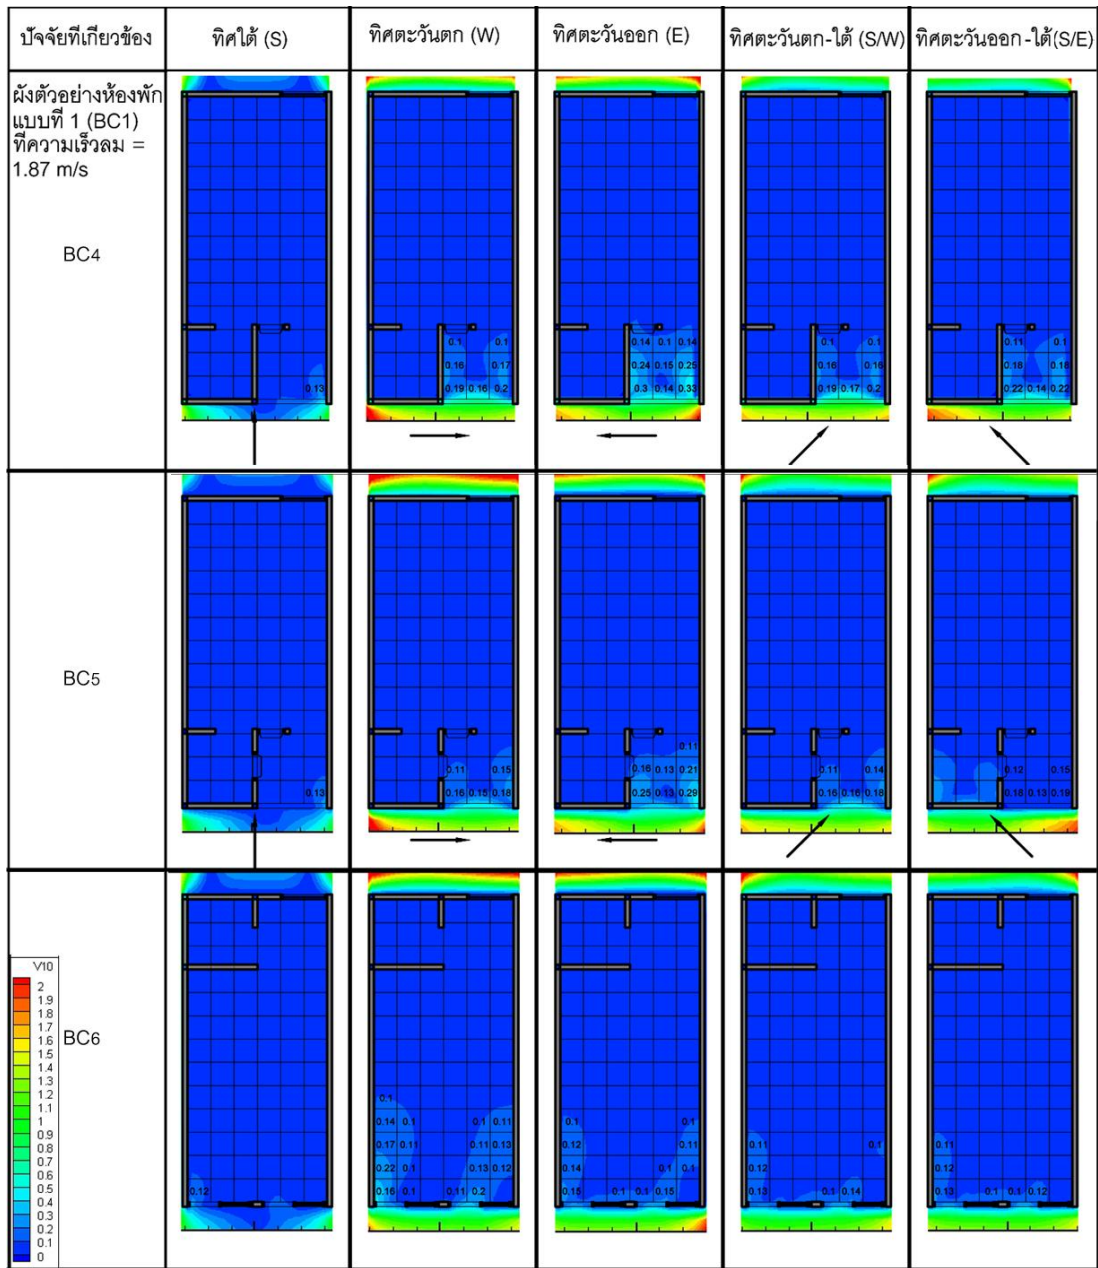 ปัจจัยที่เกี่ยวข้อง
ทิศใต้ (S)
ทิศตะวันตก (W)
ทิศตะวันออก (E)
ทิศตะวันตก-ใต้ (S/W)
ทิศตะวันออก-ใต้(S/E)
ผังตัวอย่างห้องพัก
แบบที่ 1 (BC1)
ที่ความเร็วลม =
1.87 m/s
BC4
0.13
0.1 0.1
0.16 0.17
0.19 0.16 0.2
0.14 0.1 0.14
0.24 0.15 0.25
0.3 0.14 0.33
0.1 0.1
0.16 0.16
0.19 0.17 0.2
0.11 0.1
0.18 0.18
0.22 0.14 0.22
BC5
0.13
0.11 0.15
0.16 0.15 0.18
0.11
0.16 0.13 0.21
0.25 0.13 0.29
0.11 0.14
0.16 0.16 0.18
0.12 0.15
0.18 0.13 0.19
BC6
0.12
0.1
0.14 0.1 0.1 0.11
0.17 0.11 0.11 0.13
0.22 0.1 0.13 0.12
0.16 0.1 0.11 0.2
0.1 0.1
0.12 0.11
0.14 0.1 0.1
0.15 0.1 0.1 0.15
0.11 0.1
0.12
0.13 0.1 0.14
0.11
0.12
0.13 0.1 0.1 0.12
V10
2
1.9
1.8
1.7
1.6
1.5
1.4
1.3
1.2
1.1
1
0.9
0.8
0.7
0.6
0.5
0.4
0.3
0.2
0.1
0